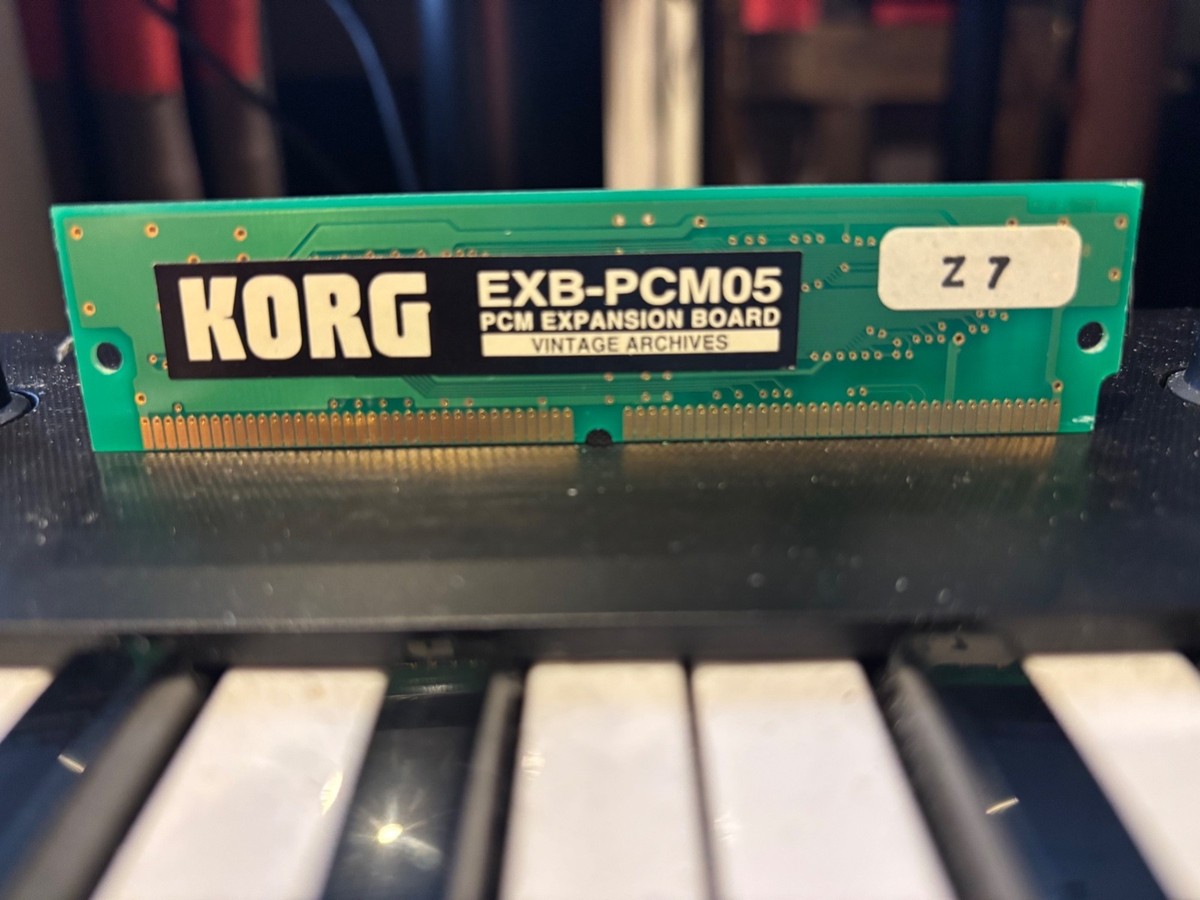 KORG
EXB-PCM05
PCM EXPANSION BOARD
VINTAGE ARCHIVES
Z 7